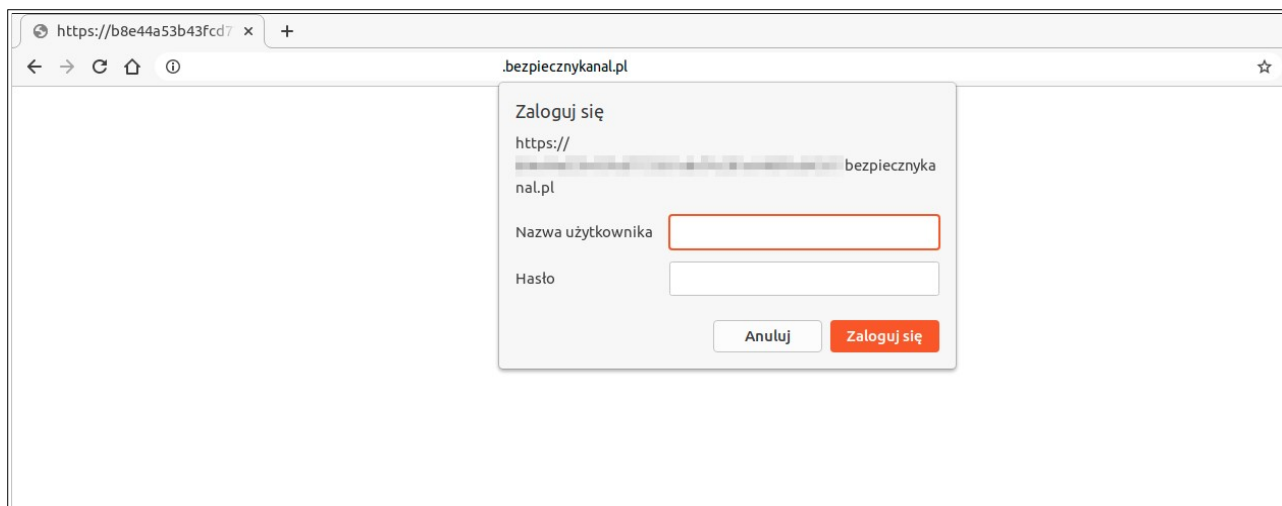 https://b8e44a53b43fcd7
.bezpiecznykanal.pl
Zaloguj się
https://
bezpiecznyka
nal.pl
Nazwa użytkownika
Hasło
Anuluj Zaloguj się